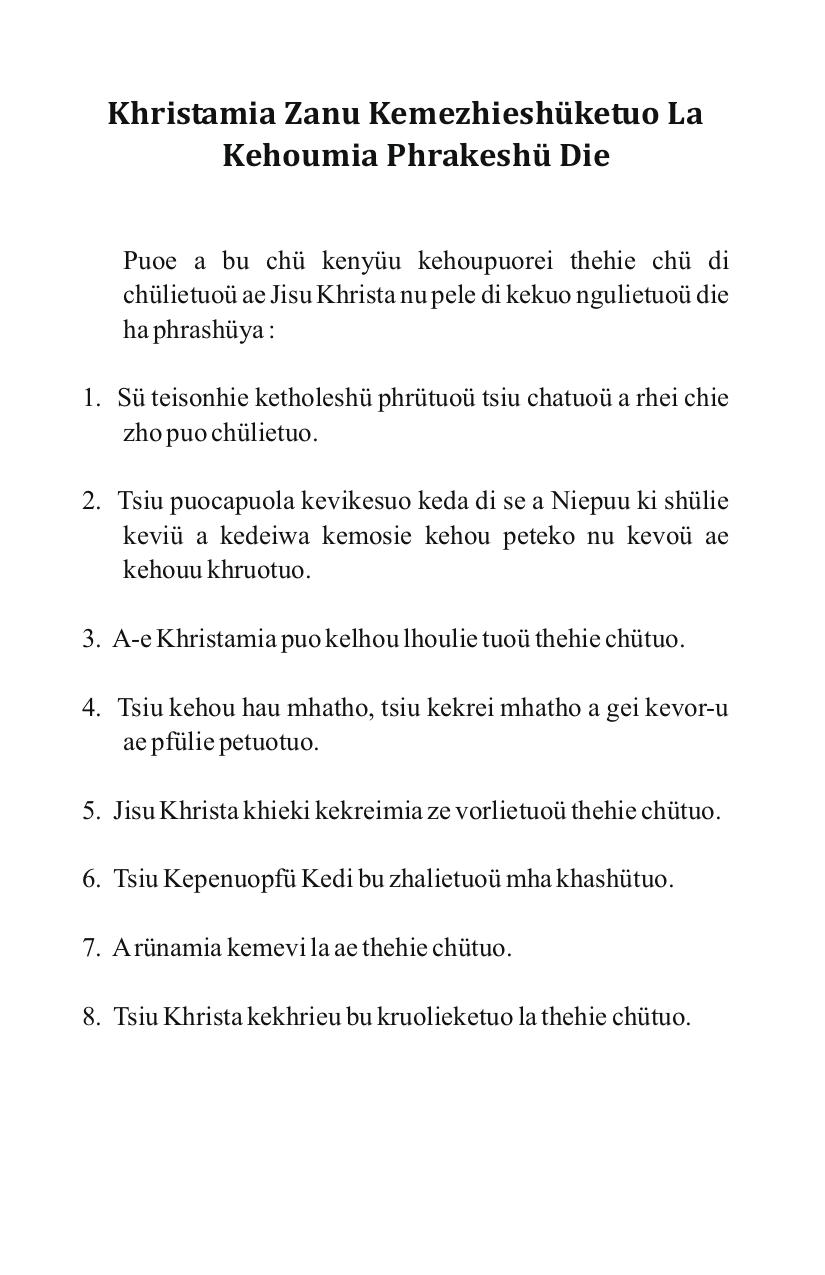 Khristamia Zanu Kemezhieshüketuo La
Kehoumia Phrakeshü Die
Puoe a bu chü kenyüu kehoupuorei thehie chü di
chülietuoü ae Jisu Khrista nu pele di kekuo ngulietuoü die
ha phrashüya :
1. Sü teisonhie ketholeshü phrütuoü tsiu chatuoü a rhei chie
zho puo chülietuo.
2. Tsiu puocapuola kevikesuo keda di se a Niepuu ki shülie
keviü a kedeiwa kemosie kehou peteko nu kevoü ae
kehouu khruotuo.
3. A-e Khristamia puo kelhou lhoulie tuoü thehie chütuo.
4. Tsiu kehou hau mhatho, tsiu kekrei mhatho a gei kevor-u
ae pfülie petuotuo.
5. Jisu Khrista khieki kekreimia ze vorlietuoü thehie chütuo.
6. Tsiu Kepenuopfü Kedi bu zhalietuoü mha khashütuo.
7. A rünamia kemevi la ae thehie chütuo.
8. Tsiu Khrista kekhrieu bu kruolieketuo la thehie chütuo.